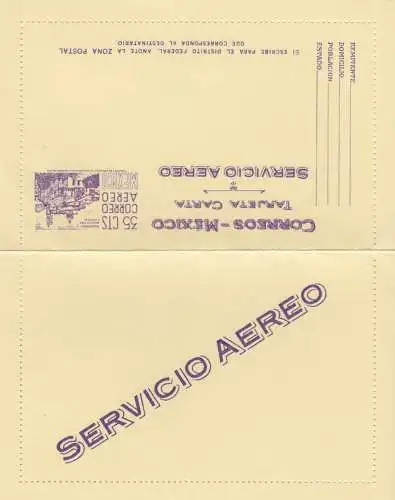 CORREOS - MÉXICO
TARJETA CARTA
SERVICIO AEREO
35 CTS
CORREO
AEREO
MEXICO
REMITENTE
DOMICILIO
POBLACION
ESTADO
SI ESCRIBE PARA EL DISTRITO FEDERAL, ANOTE LA ZONA POSTAL
QUE CORRESPONDA AL DESTINATARIO.
SERVICIO AEREO